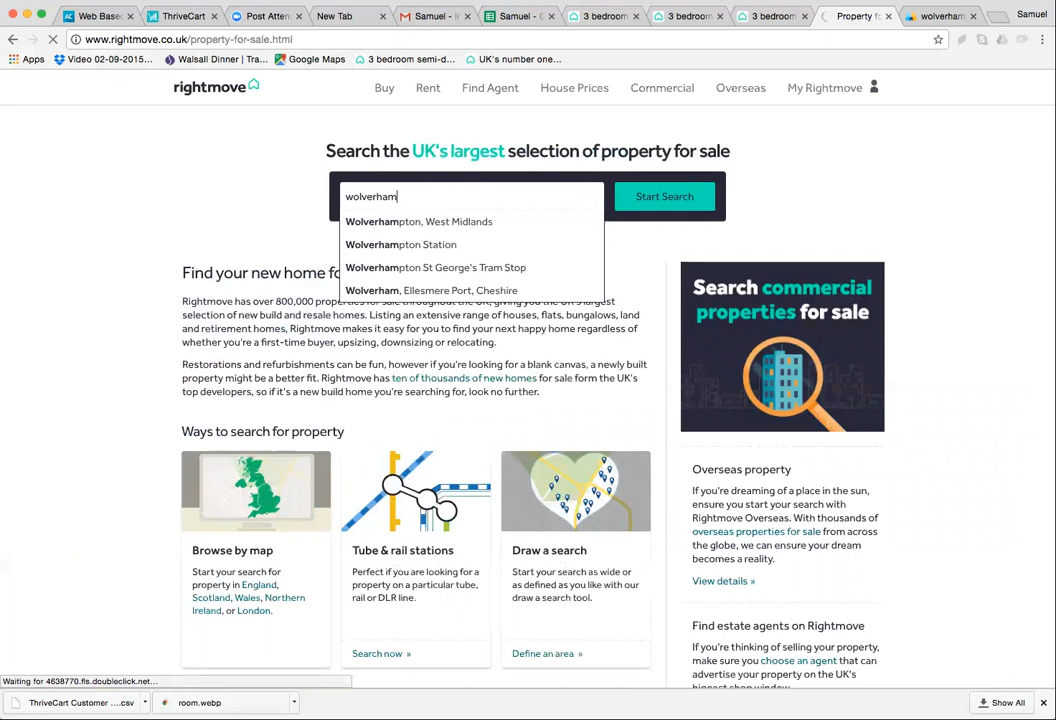 Web Based
ThriveCart
Post Atten
New Tab
Gmail
Samuel - I
Samuel - C
3 bedroom
3 bedroom
3 bedroom
Property fo
wolverham
Samuel
www.rightmove.co.uk/property-for-sale.html
Apps
Video 02-09-2015...
Walsall Dinner | Tra...
Google Maps
3 bedroom semi-d...
UK's number one...
rightmove
Buy
Rent
Find Agent
House Prices
Commercial
Overseas
My Rightmove
Search the UK's largest selection of property for sale
wolverham
Start Search
Wolverhampton, West Midlands
Wolverhampton Station
Wolverhampton St George's Tram Stop
Wolverham, Ellesmere Port, Cheshire
Find your new home fo
Rightmove has over 800,000 properties for sale throughout the UK, giving you the UK's largest
selection of new build and resale homes. Listing an extensive range of houses, flats, bungalows, land
and retirement homes, Rightmove makes it easy for you to find your next happy home regardless of
whether you're a first-time buyer, upsizing, downsizing or relocating.
Restorations and refurbishments can be fun, however if you're looking for a blank canvas, a newly built
property might be a better fit. Rightmove has ten of thousands of new homes for sale form the UK's
top developers, so if it's a new build home you're searching for, look no further.
Ways to search for property
Browse by map
Start your search for
property in England,
Scotland, Wales, Northern
Ireland, or London.
Tube & rail stations
Perfect if you are looking for a
property on a particular tube,
rail or DLR line.
Search now »
Draw a search
Start your search as wide or
as defined as you like with our
draw a search tool.
Define an area »
Search commercial
properties for sale
Overseas property
If you're dreaming of a place in the sun,
ensure you start your search with
Rightmove Overseas. With thousands of
overseas properties for sale from across
the globe, we can ensure your dream
becomes a reality.
View details »
Find estate agents on Rightmove
If you're thinking of selling your property,
make sure you choose an agent that can
advertise your property on the UK's
biggest shop window.
Waiting for 4638770.fls.doubleclick.net...
ThriveCart Customer ....csv
room.webp
Show All